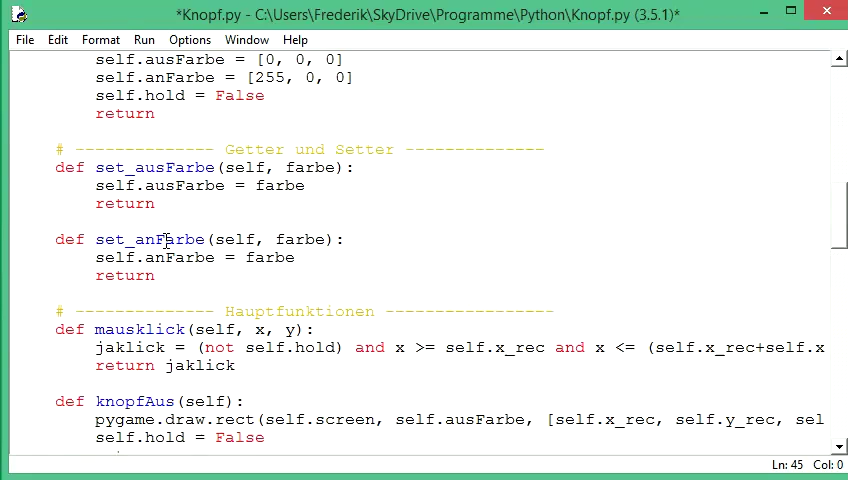 *Knopf.py - C:\Users\Frederik\SkyDrive\Programme\Python\Knopf.py (3.5.1)*
File Edit Format Run Options Window Help
self.ausFarbe = [0, 0, 0]
self.anFarbe = [255, 0, 0]
self.hold = False
return
# -------------- Getter und Setter --------------
def set_ausFarbe(self, farbe):
self.ausFarbe = farbe
return
def set_anFarbe(self, farbe):
self.anFarbe = farbe
return
# -------------- Hauptfunktionen -----------------
def mausklick(self, x, y):
jaklick = (not self.hold) and x >= self.x_rec and x <= (self.x_rec+self.x
return jaklick
def knopfAus(self):
pygame.draw.rect(self.screen, self.ausFarbe, [self.x_rec, self.y_rec, sel
self.hold = False
Ln: 45 Col: 0